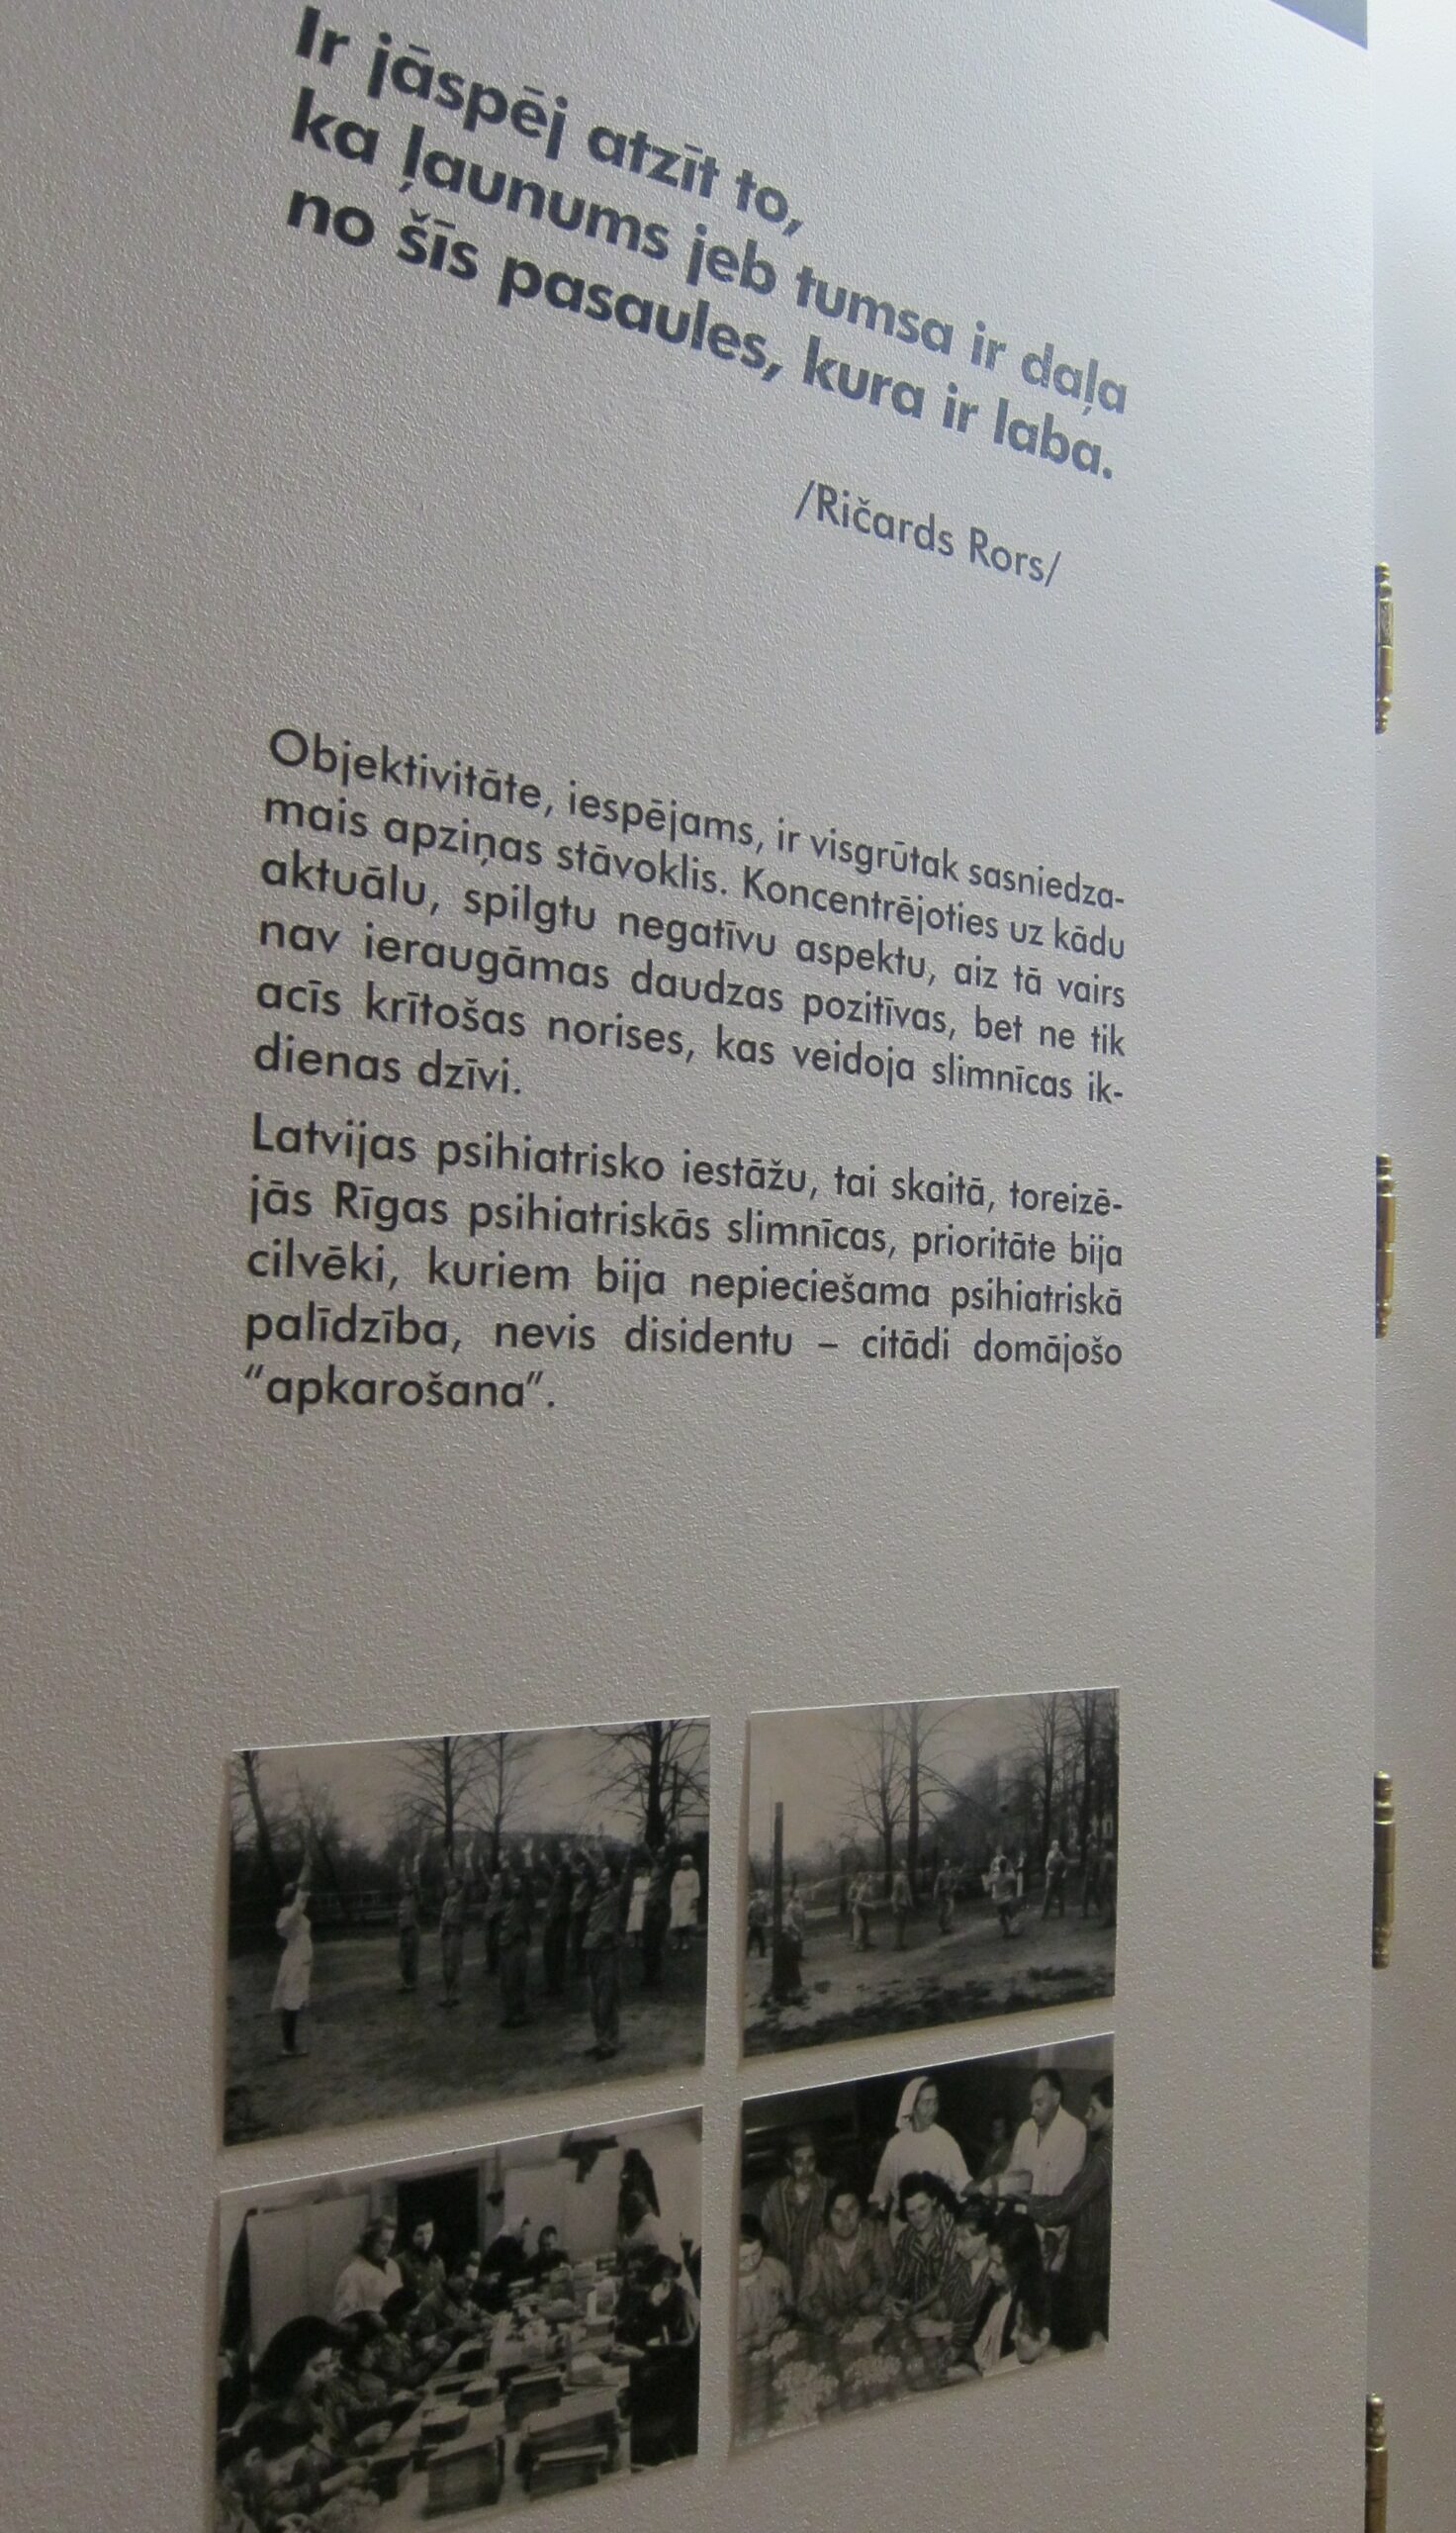 Ir jāspēj atzīt to,
ka ļaunums jeb tumsa ir daļa
no šīs pasaules, kura ir laba.
/Ričards Rors/
Objektivitāte, iespējams, ir visgrūtak sasniedza-
mais apziņas stāvoklis. Koncentrējoties uz kādu
aktuālu, spilgtu negatīvu aspektu, aiz tā vairs
nav ieraugāmas daudzas pozitīvas, bet ne tik
acīs krītošas norises, kas veidoja slimnīcas ik-
dienas dzīvi.
Latvijas psihiatrisko iestāžu, tai skaitā, toreizē-
jās Rīgas psihiatriskās slimnīcas, prioritāte bija
cilvēki, kuriem bija nepieciešama psihiatriskā
palīdzība, nevis disidentu – citādi domājošo
“apkarošana”.